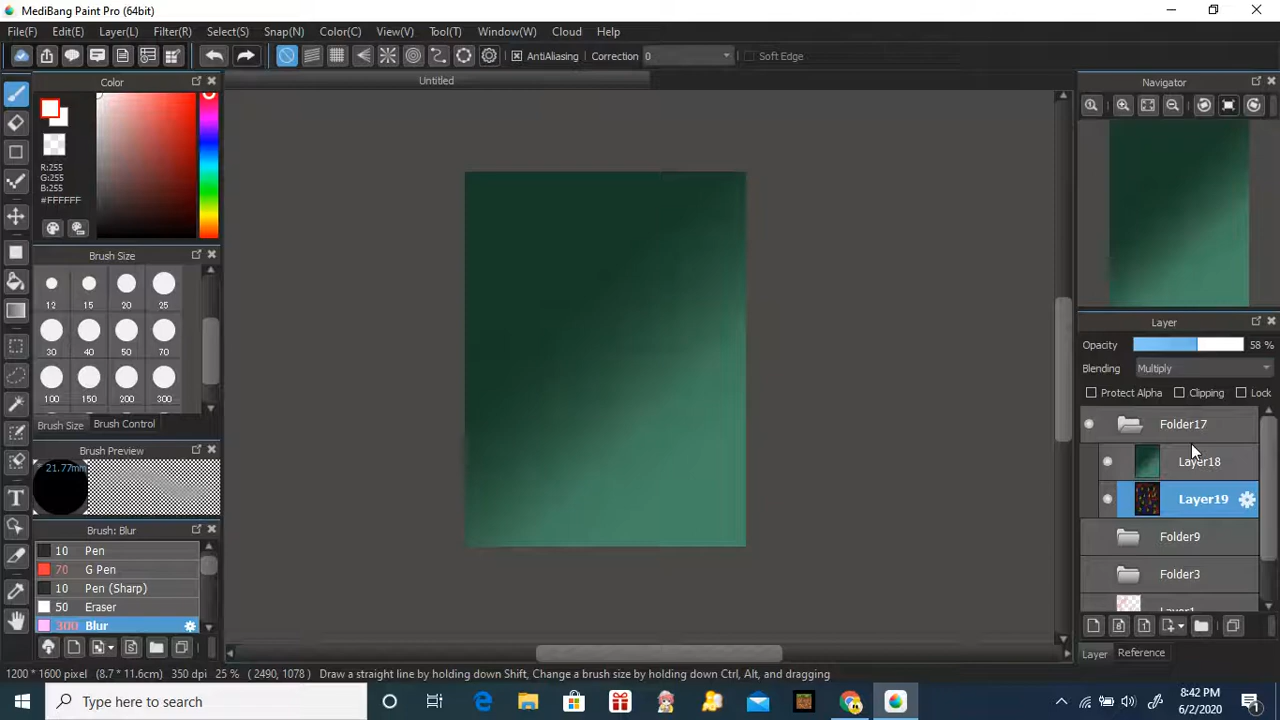 MediBang Paint Pro (64bit)
File(F) Edit(E) Layer(L) Filter(R) Select(S) Snap(N) Color(C) View(V) Tool(T) Window(W) Cloud Help
AntiAliasing Correction 0 Soft Edge
Color
Untitled
Navigator
R:255
G:255
B:255
#FFFFFF
Brush Size
12 15 20 25
30 40 50 70
100 150 200 300
Brush Size Brush Control
Brush Preview
21.77mm
Brush: Blur
10 Pen
70 G Pen
10 Pen (Sharp)
50 Eraser
300 Blur
Layer
Opacity 58 %
Blending Multiply
Protect Alpha Clipping Lock
Folder17
Layer18
Layer19
Folder9
Folder3
Layer1
Layer Reference
1200 * 1600 pixel (8.7 * 11.6cm) 350 dpi 25 % (2490, 1078) Draw a straight line by holding down Shift, Change a brush size by holding down Ctrl, Alt, and dragging
Type here to search
8:42 PM
6/2/2020
1